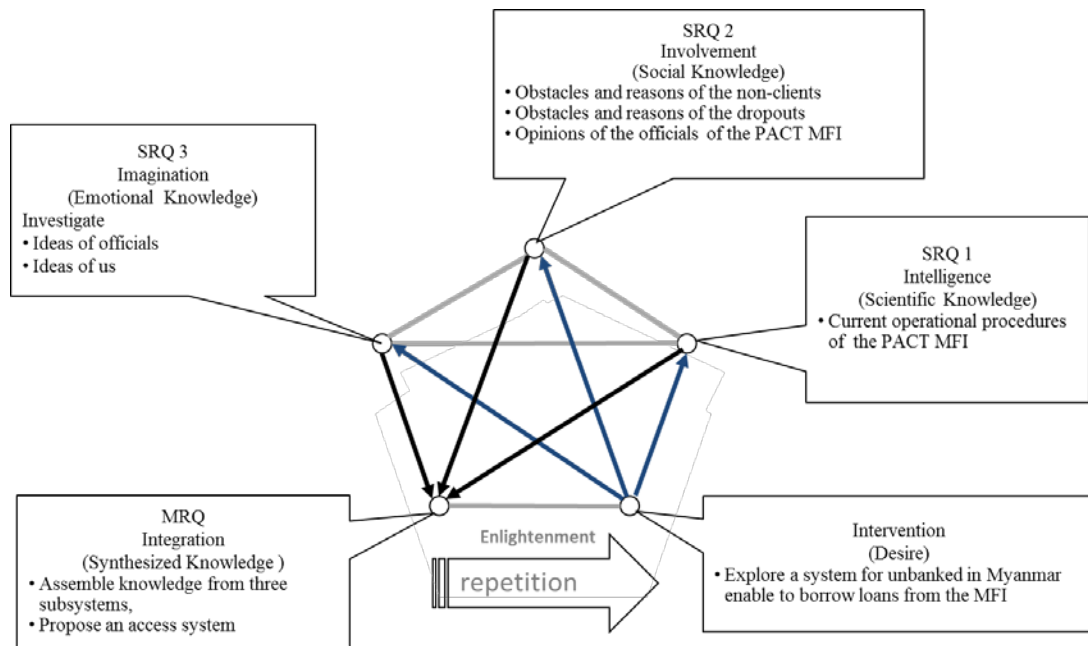 SRQ 2
Involvement
(Social Knowledge)
• Obstacles and reasons of the non-clients
• Obstacles and reasons of the dropouts
• Opinions of the officials of the PACT MFI
SRQ 3
Imagination
(Emotional Knowledge)
Investigate
• Ideas of officials
• Ideas of us
SRQ 1
Intelligence
(Scientific Knowledge)
• Current operational procedures
of the PACT MFI
MRQ
Integration
(Synthesized Knowledge )
• Assemble knowledge from three
subsystems,
• Propose an access system
Enlightenment
repetition
Intervention
(Desire)
• Explore a system for unbanked in Myanmar
enable to borrow loans from the MFI